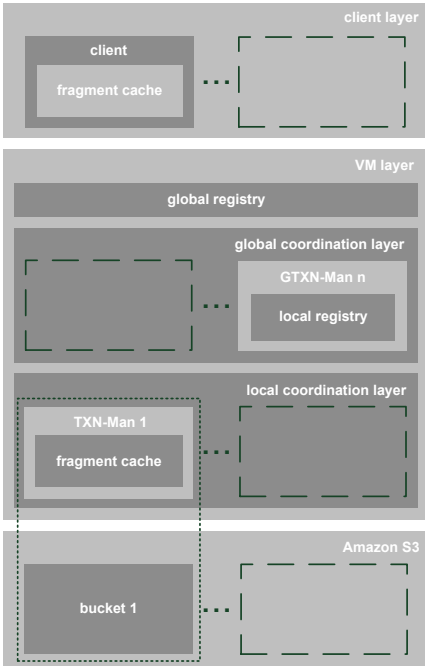 client layer
client
fragment cache
...
VM layer
global registry
global coordination layer
GTXN-Man n
...
local registry
local coordination layer
TXN-Man 1
...
fragment cache
Amazon S3
bucket 1
...